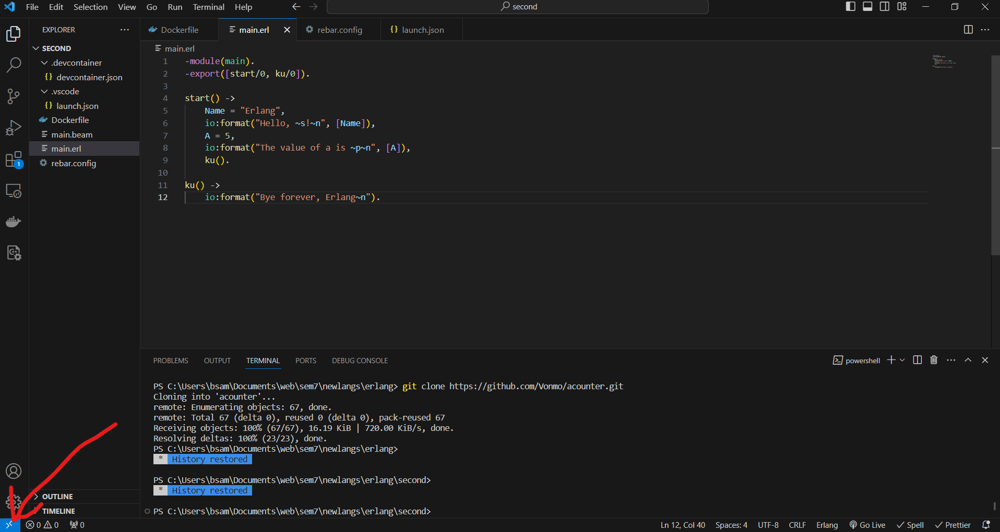 File Edit Selection View Go Run Terminal Help
second
EXPLORER
SECOND
.devcontainer
devcontainer.json
.vscode
launch.json
Dockerfile
main.beam
main.erl
rebar.config
1
OUTLINE
TIMELINE
Dockerfile
main.erl
rebar.config
launch.json
main.erl
1 -module(main).
2 -export([start/0, ku/0]).
3
4 start() ->
5 Name = "Erlang",
6 io:format("Hello, ~s!~n", [Name]),
7 A = 5,
8 io:format("The value of a is ~p~n", [A]),
9 ku().
10
11 ku() ->
12 io:format("Bye forever, Erlang~n").
PROBLEMS OUTPUT TERMINAL PORTS DEBUG CONSOLE
powershell
PS C:\Users\bsam\Documents\web\sem7\newlangs\erlang> git clone https://github.com/Vonmo/acounter.git
Cloning into 'acounter'...
remote: Enumerating objects: 67, done.
remote: Total 67 (delta 0), reused 0 (delta 0), pack-reused 67
Receiving objects: 100% (67/67), 16.19 KiB | 720.00 KiB/s, done.
Resolving deltas: 100% (23/23), done.
PS C:\Users\bsam\Documents\web\sem7\newlangs\erlang>
* History restored
PS C:\Users\bsam\Documents\web\sem7\newlangs\erlang\second>
* History restored
PS C:\Users\bsam\Documents\web\sem7\newlangs\erlang\second>
0 0 0
Ln 12, Col 40 Spaces: 4 UTF-8 CRLF Erlang Go Live Spell Prettier